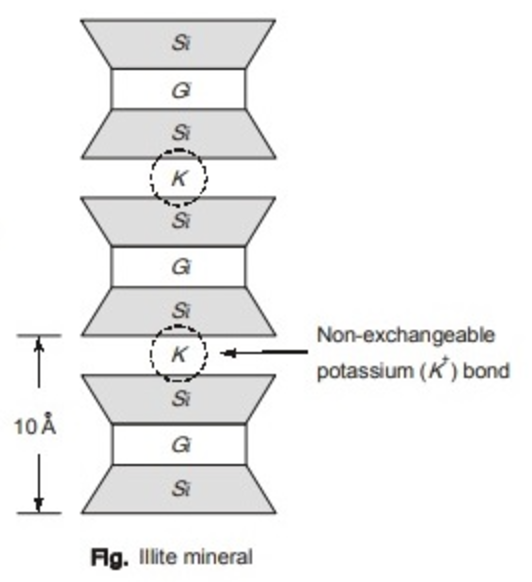 Si
Gi
Si
K
Si
Gi
Si
K
Non-exchangeable
potassium (K⁺) bond
Si
10 Å
Gi
Si
Fig. Illite mineral